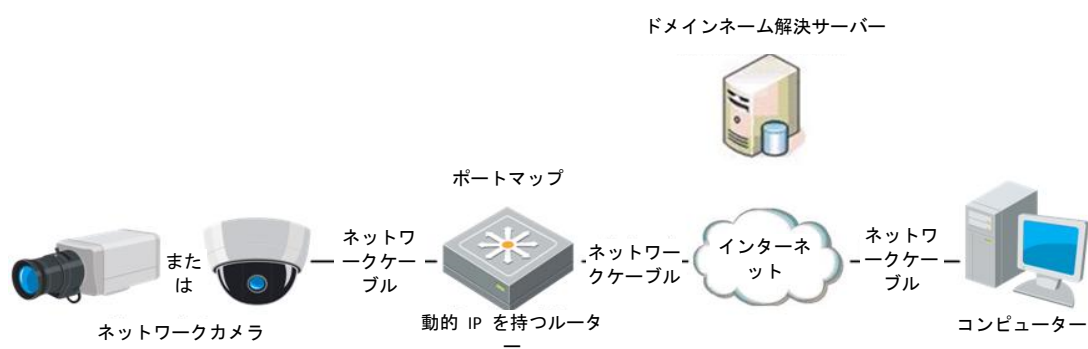 ドメインネーム解決サーバー
ポートマップ
また
は
ネットワ
ークケー
ブル
ネットワー
クケーブル
インターネ
ット
ネットワ
ークケー
ブル
ネットワークカメラ
動的 IP を持つルータ
ー
コンピューター